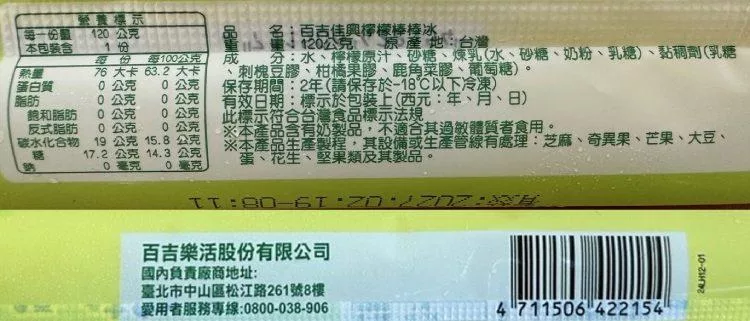 營養標示
每一份量 120 公克
本包裝含 1 份
每份 每100公克
熱量 76 大卡 63.2 大卡
蛋白質 0 公克 0 公克
脂肪 0 公克 0 公克
飽和脂肪 0 公克 0 公克
反式脂肪 0 公克 0 公克
碳水化合物 19 公克 15.8 公克
糖 17.2 公克 14.3 公克
鈉 0 毫克 0 毫克
品名:百吉佳興檸檬棒棒冰
重量:120公克 原產地:台灣
成分:水、檸檬原汁、砂糖、煉乳(水、砂糖、奶粉、乳糖)、黏稠劑(乳糖
、刺槐豆膠、柑橘果膠、鹿角菜膠、葡萄糖)。
保存期間:2年(請保存於-18℃以下冷凍)
有效日期:標示於包裝上(西元:年、月、日)
此標示符合台灣食品標示法規
※本產品含有奶製品,不適合其過敏體質者食用。
※本產品生產製程,其設備或生產管線有處理:芝麻、奇異果、芒果、大豆、
蛋、花生、堅果類及其製品。
有效:2027.02.19-08:11
百吉樂活股份有限公司
國內負責廠商地址:
臺北市中山區松江路261號8樓
愛用者服務專線:0800-038-906
4 711506 422154
24LH12-01